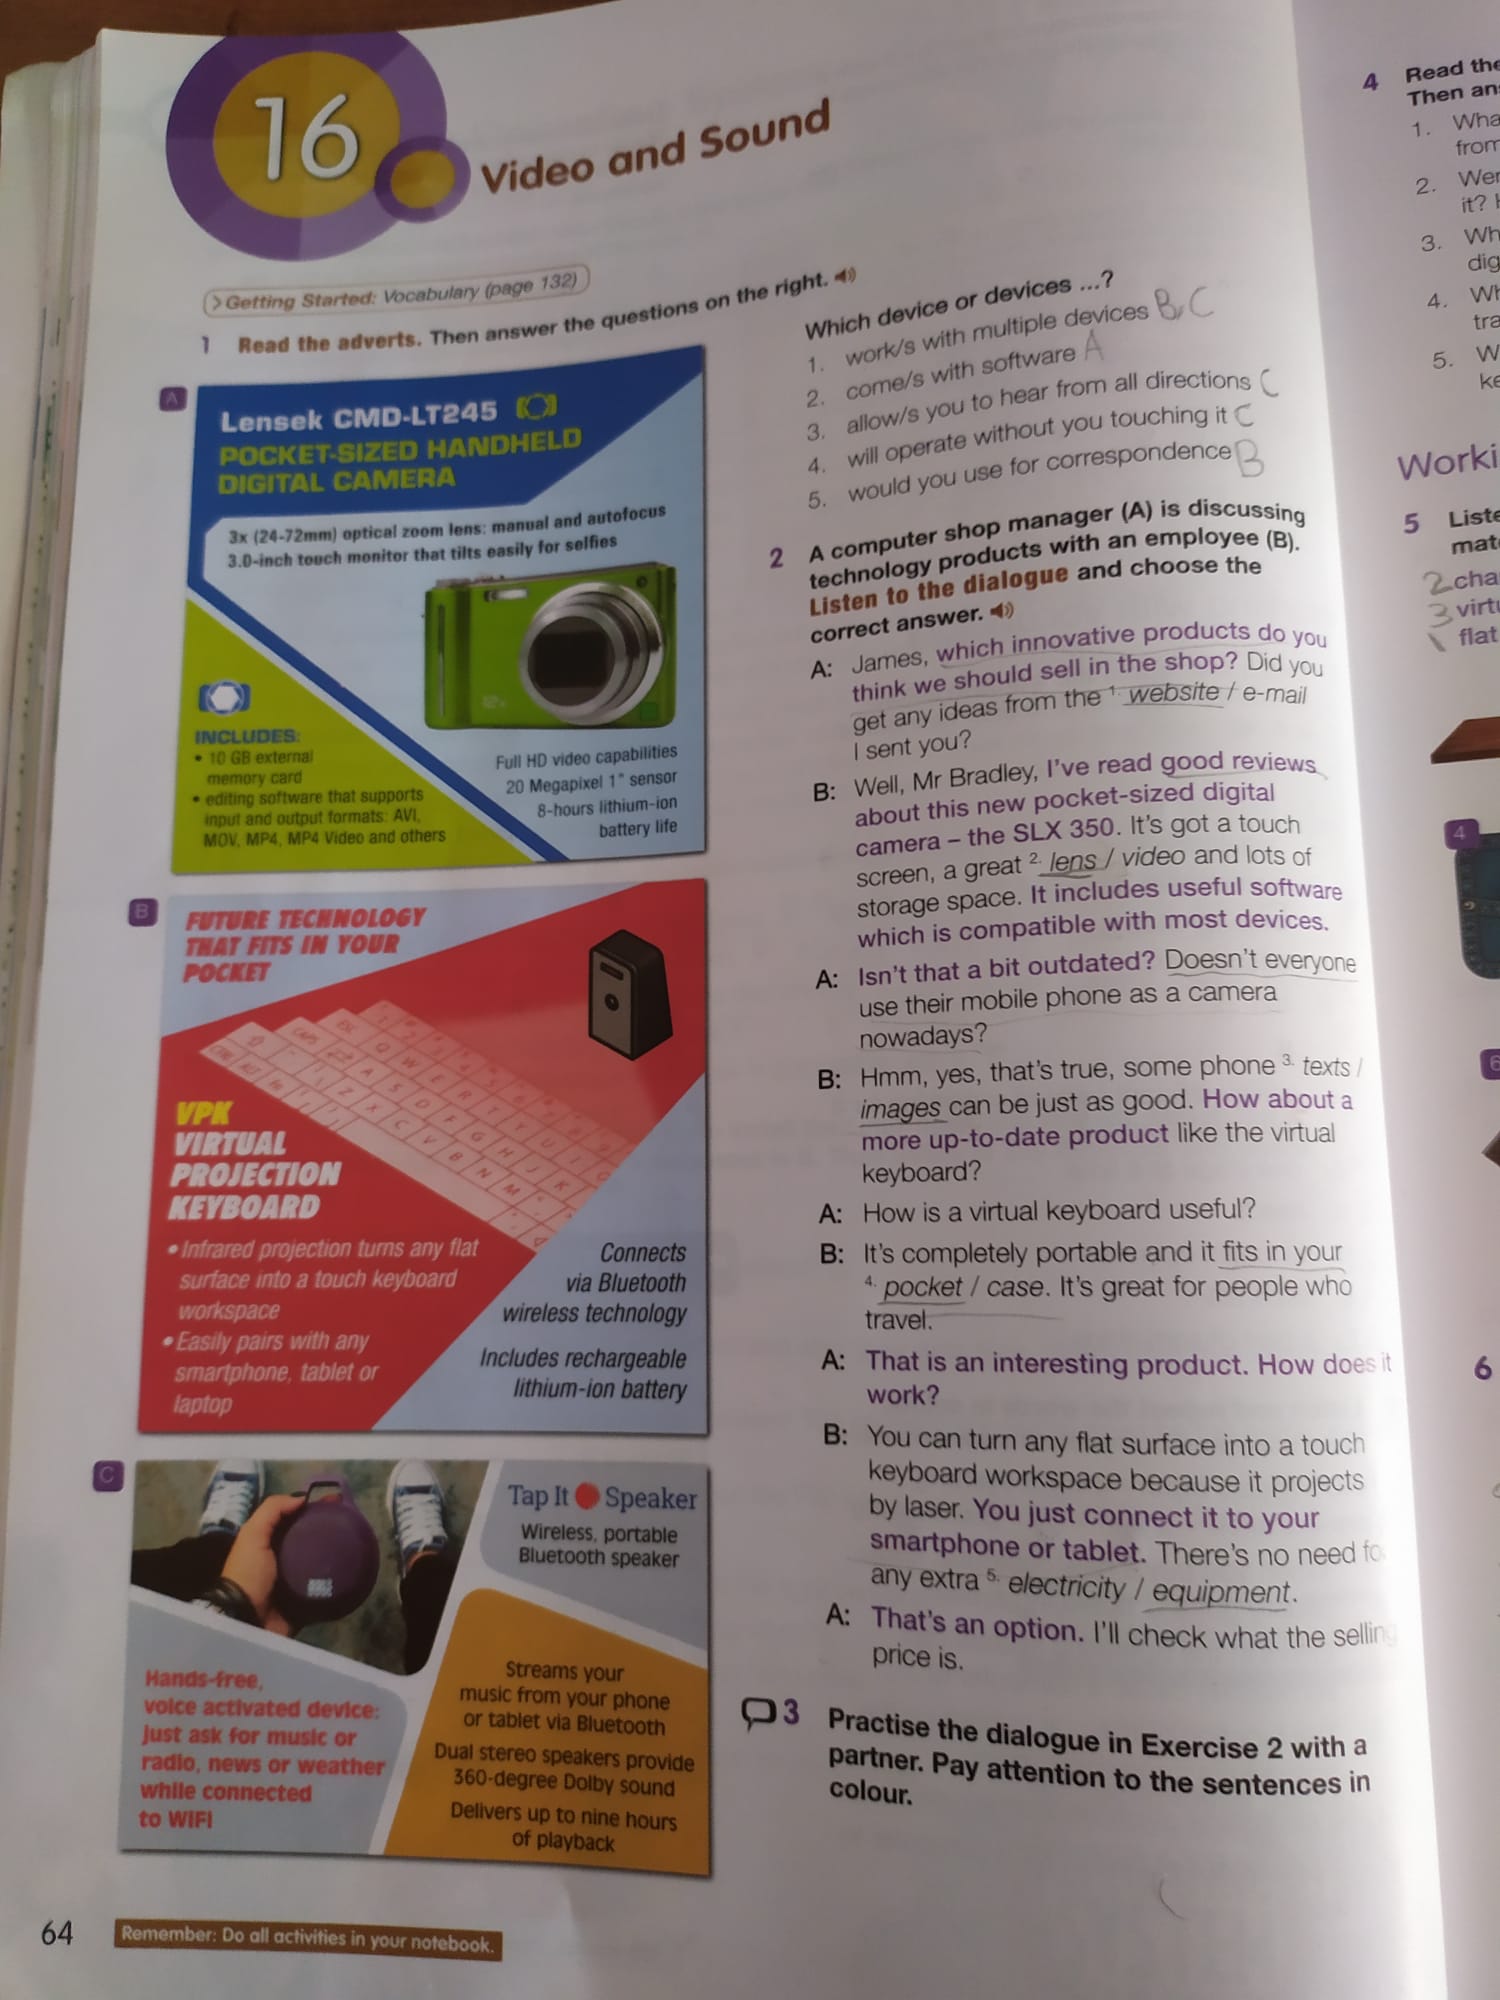 16
Video and Sound
> Getting Started: Vocabulary (page 132)
1 Read the adverts. Then answer the questions on the right.
A
Lensek CMD-LT245
POCKET-SIZED HANDHELD
DIGITAL CAMERA
3x (24-72mm) optical zoom lens: manual and autofocus
3.0-inch touch monitor that tilts easily for selfies
INCLUDES:
• 10 GB external
memory card
• editing software that supports
input and output formats: AVI,
MOV, MP4, MP4 Video and others
Full HD video capabilities
20 Megapixel 1" sensor
8-hours lithium-ion
battery life
B
FUTURE TECHNOLOGY
THAT FITS IN YOUR
POCKET
VPK
VIRTUAL
PROJECTION
KEYBOARD
• Infrared projection turns any flat
surface into a touch keyboard
workspace
• Easily pairs with any
smartphone, tablet or
laptop
Connects
via Bluetooth
wireless technology
Includes rechargeable
lithium-ion battery
C
Tap It Speaker
Wireless, portable
Bluetooth speaker
Hands-free,
voice activated device:
just ask for music or
radio, news or weather
while connected
to WIFI
Streams your
music from your phone
or tablet via Bluetooth
Dual stereo speakers provide
360-degree Dolby sound
Delivers up to nine hours
of playback
Which device or devices ...?
1. work/s with multiple devices B, C
2. come/s with software A
3. allow/s you to hear from all directions C
4. will operate without you touching it C
5. would you use for correspondence B
2 A computer shop manager (A) is discussing
technology products with an employee (B).
Listen to the dialogue and choose the
correct answer.
A: James, which innovative products do you
think we should sell in the shop? Did you
get any ideas from the 1. website / e-mail
I sent you?
B: Well, Mr Bradley, I've read good reviews
about this new pocket-sized digital
camera – the SLX 350. It's got a touch
screen, a great 2. lens / video and lots of
storage space. It includes useful software
which is compatible with most devices.
A: Isn't that a bit outdated? Doesn't everyone
use their mobile phone as a camera
nowadays?
B: Hmm, yes, that's true, some phone 3. texts /
images can be just as good. How about a
more up-to-date product like the virtual
keyboard?
A: How is a virtual keyboard useful?
B: It's completely portable and it fits in your
4. pocket / case. It's great for people who
travel.
A: That is an interesting product. How does it
work?
B: You can turn any flat surface into a touch
keyboard workspace because it projects
by laser. You just connect it to your
smartphone or tablet. There's no need fo
any extra 5. electricity / equipment.
A: That's an option. I'll check what the selling
price is.
3 Practise the dialogue in Exercise 2 with a
partner. Pay attention to the sentences in
colour.
64
Remember: Do all activities in your notebook.
4 Read the
Then an
1. Wha
from
2. Wer
it?
3. Wh
dig
4. Wh
tra
5. W
ke
Worki
5 Liste
mat
2 cha
3 virtu
1 flat
4
6
6